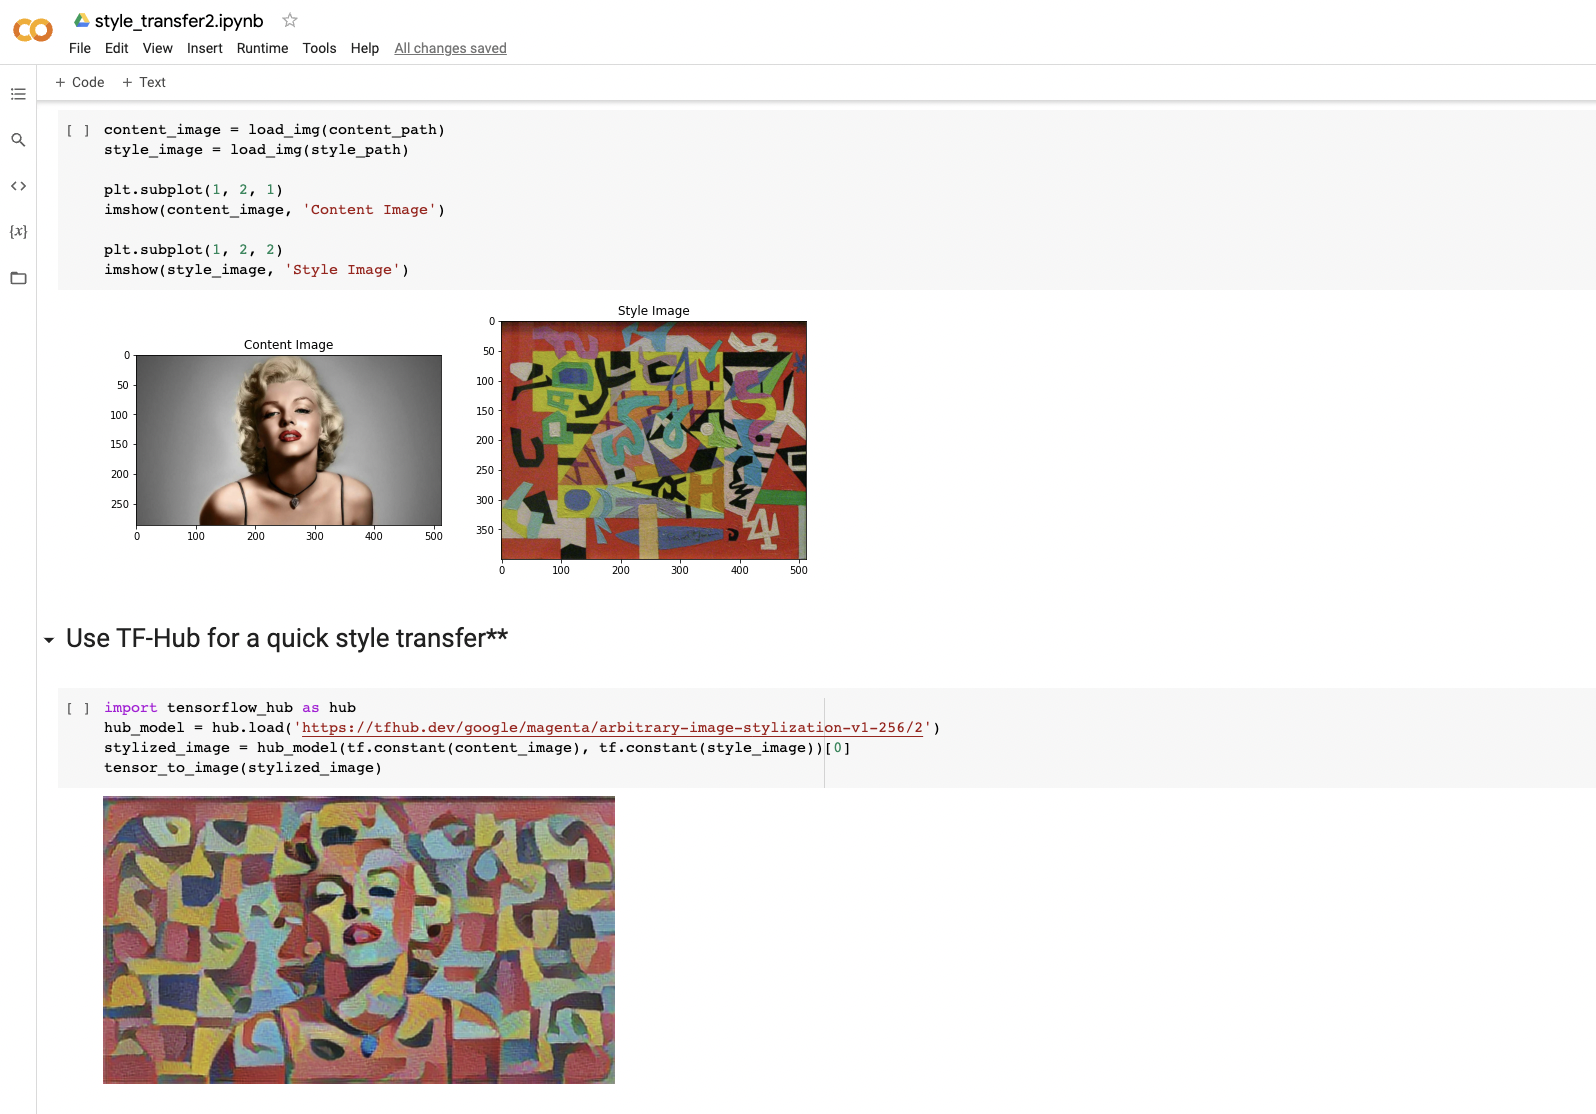 style_transfer2.ipynb
File Edit View Insert Runtime Tools Help All changes saved
+ Code + Text
[ ] content_image = load_img(content_path)
style_image = load_img(style_path)
plt.subplot(1, 2, 1)
imshow(content_image, 'Content Image')
plt.subplot(1, 2, 2)
imshow(style_image, 'Style Image')
Content Image
0
50
100
150
200
250
0 100 200 300 400 500
Style Image
0
50
100
150
200
250
300
350
0 100 200 300 400 500
Use TF-Hub for a quick style transfer**
[ ] import tensorflow_hub as hub
hub_model = hub.load('https://tfhub.dev/google/magenta/arbitrary-image-stylization-v1-256/2')
stylized_image = hub_model(tf.constant(content_image), tf.constant(style_image))[0]
tensor_to_image(stylized_image)